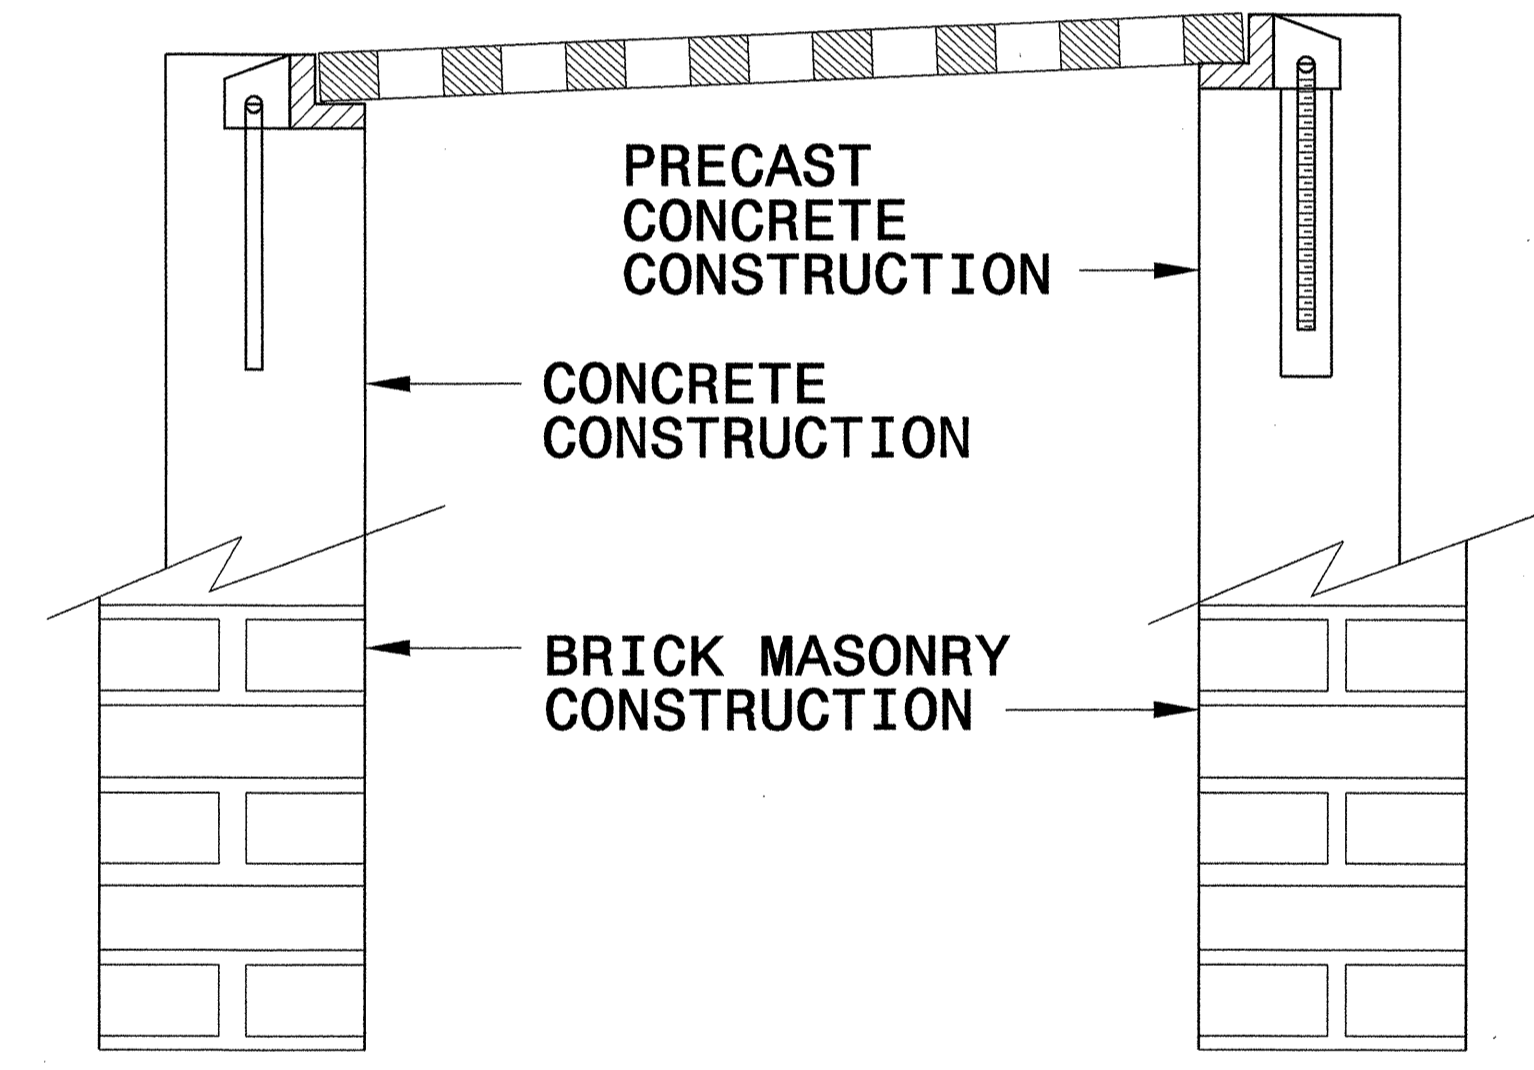 PRECAST
CONCRETE
CONSTRUCTION
CONCRETE
CONSTRUCTION
BRICK MASONRY
CONSTRUCTION